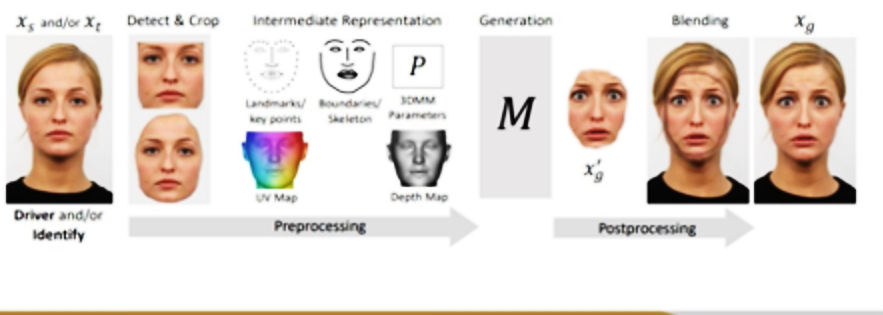 x_s and/or x_t
Detect & Crop
Intermediate Representation
Generation
Blending
x_g
Landmarks/
key points
Boundaries/
Skeleton
P
3DMM
Parameters
UV Map
Depth Map
M
x'_g
Driver and/or
Identify
Preprocessing
Postprocessing